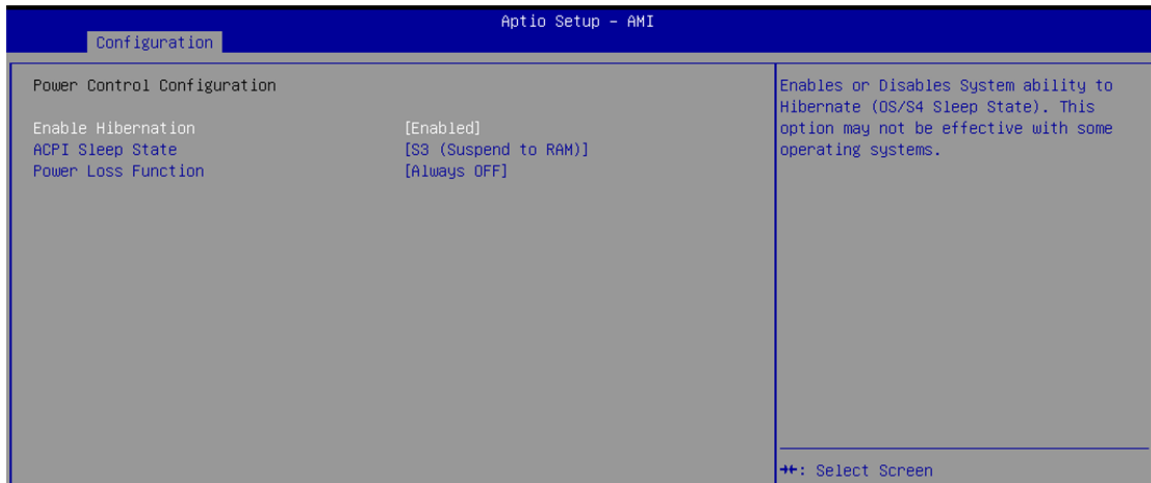 Aptio Setup – AMI
Configuration
Power Control Configuration
Enable Hibernation [Enabled]
ACPI Sleep State [S3 (Suspend to RAM)]
Power Loss Function [Always OFF]
Enables or Disables System ability to
Hibernate (OS/S4 Sleep State). This
option may not be effective with some
operating systems.
→←: Select Screen